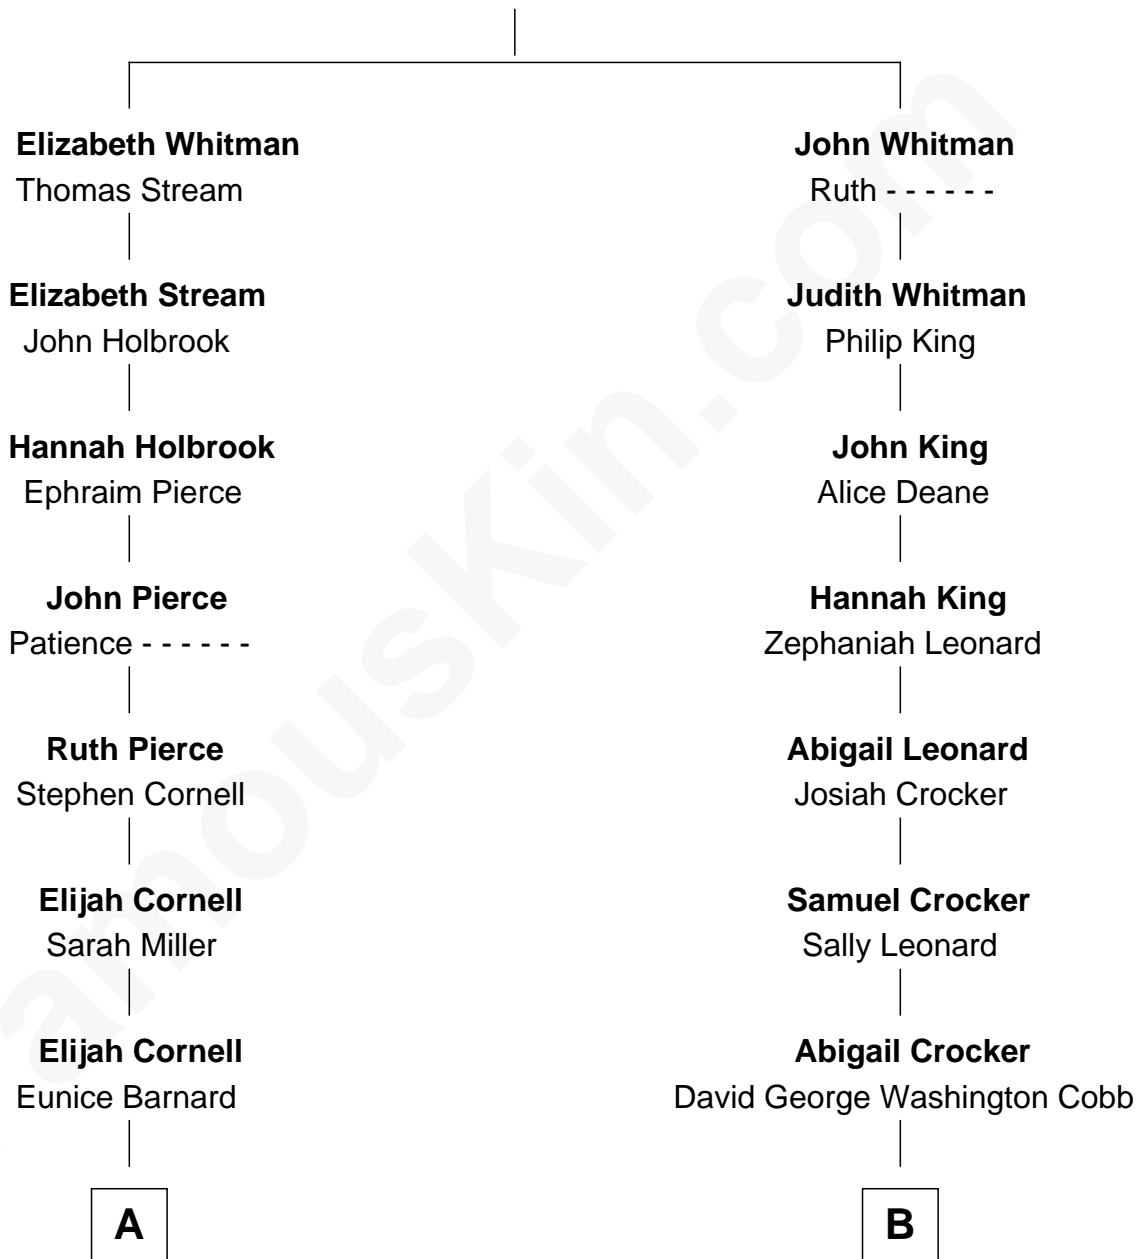 Elizabeth Whitman
Thomas Stream
Elizabeth Stream
John Holbrook
Hannah Holbrook
Ephraim Pierce
John Pierce
Patience - - - - - -
Ruth Pierce
Stephen Cornell
Elijah Cornell
Sarah Miller
Elijah Cornell
Eunice Barnard
A
John Whitman
Ruth - - - - - -
Judith Whitman
Philip King
John King
Alice Deane
Hannah King
Zephaniah Leonard
Abigail Leonard
Josiah Crocker
Samuel Crocker
Sally Leonard
Abigail Crocker
David George Washington Cobb
B
amousKin.com